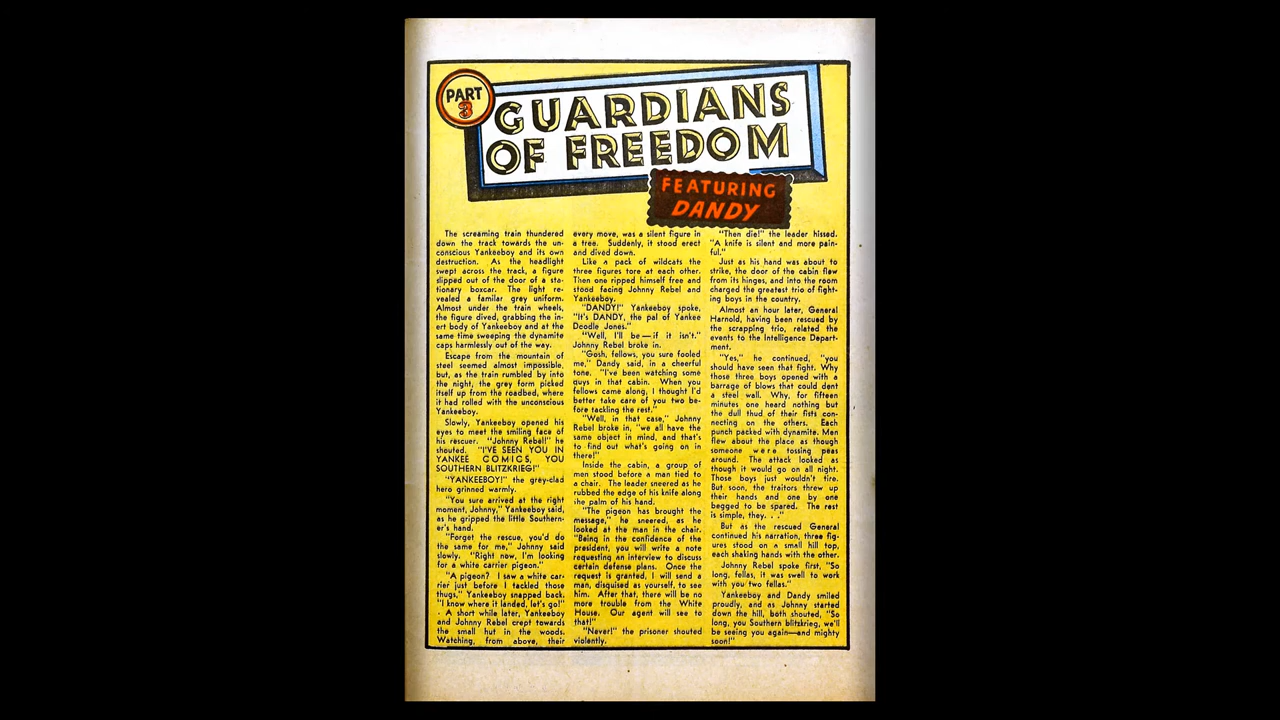 PART
3
GUARDIANS
OF FREEDOM
FEATURING
DANDY
The screaming train thundered
down the track towards the un-
conscious Yankeeboy and its own
destruction. As the headlight
swept across the track, a figure
slipped out of the door of a sta-
tionary boxcar. The light re-
vealed a familar grey uniform.
Almost under the train wheels,
the figure dived, grabbing the in-
ert body of Yankeeboy and at the
same time sweeping the dynamite
caps harmlessly out of the way.
Escape from the mountain of
steel seemed almost impossible,
but, as the train rumbled by into
the night, the grey form picked
itself up from the roadbed, where
it had rolled with the unconscious
Yankeeboy.
Slowly, Yankeeboy opened his
eyes to meet the smiling face of
his rescuer. "Johnny Rebel!" he
shouted. "I'VE SEEN YOU IN
YANKEE COMICS, YOU
SOUTHERN BLITZKRIEG!"
"YANKEEBOY!" the grey-clad
hero grinned warmly.
"You sure arrived at the right
moment, Johnny," Yankeeboy said,
as he gripped the little Southern-
er's hand.
"Forget the rescue, you'd do
the same for me," Johnny said
slowly. "Right now, I'm looking
for a white carrier pigeon."
"A pigeon? I saw a white car-
rier just before I tackled those
thugs," Yankeeboy snapped back.
"I know where it landed, let's go!"
A short while later, Yankeeboy
and Johnny Rebel crept towards
the small hut in the woods.
Watching, from above, their
every move, was a silent figure in
a tree. Suddenly, it stood erect
and dived down.
Like a pack of wildcats the
three figures tore at each other.
Then one ripped himself free and
stood facing Johnny Rebel and
Yankeeboy.
"DANDY!" Yankeeboy spoke,
"It's DANDY, the pal of Yankee
Doodle Jones."
"Well, I'll be—if it isn't."
Johnny Rebel broke in.
"Gosh, fellows, you sure fooled
me," Dandy said, in a cheerful
tone. "I've been watching some
guys in that cabin. When you
fellows came along, I thought I'd
better take care of you two be-
fore tackling the rest."
"Well, in that case," Johnny
Rebel broke in, "we all have the
same object in mind, and that's
to find out what's going on in
there!"
Inside the cabin, a group of
men stood before a man tied to
a chair. The leader sneered as he
rubbed the edge of his knife along
the palm of his hand.
"The pigeon has brought the
message," he sneered, as he
looked at the man in the chair.
"Being in the confidence of the
president, you will write a note
requesting an interview to discuss
certain defense plans. Once the
request is granted, I will send a
man, disguised as yourself, to see
him. After that, there will be no
more trouble from the White
House. Our agent will see to
that!"
"Never!" the prisoner shouted
violently.
"Then die!" the leader hissed.
"A knife is silent and more pain-
ful."
Just as his hand was about to
strike, the door of the cabin flew
from its hinges, and into the room
charged the greatest trio of fight-
ing boys in the country.
Almost an hour later, General
Harnold, having been rescued by
the scrapping trio, related the
events to the Intelligence Depart-
ment.
"Yes," he continued, "you
should have seen that fight. Why
those three boys opened with a
barrage of blows that could dent
a steel wall. Why, for fifteen
minutes one heard nothing but
the dull thud of their fists con-
necting on the others. Each
punch packed with dynamite. Men
flew about the place as though
someone were tossing peas
around. The attack looked as
though it would go on all night.
Those boys just wouldn't tire.
But soon, the traitors threw up
their hands and one by one
begged to be spared. The rest
is simple, they. . ."
But as the rescued General
continued his narration, three fig-
ures stood on a small hill top,
each shaking hands with the other.
Johnny Rebel spoke first, "So
long, fellas, it was swell to work
with you two fellas."
Yankeeboy and Dandy smiled
proudly, and as Johnny started
down the hill, both shouted, "So
long, you Southern blitzkrieg, we'll
be seeing you again—and mighty
soon!"